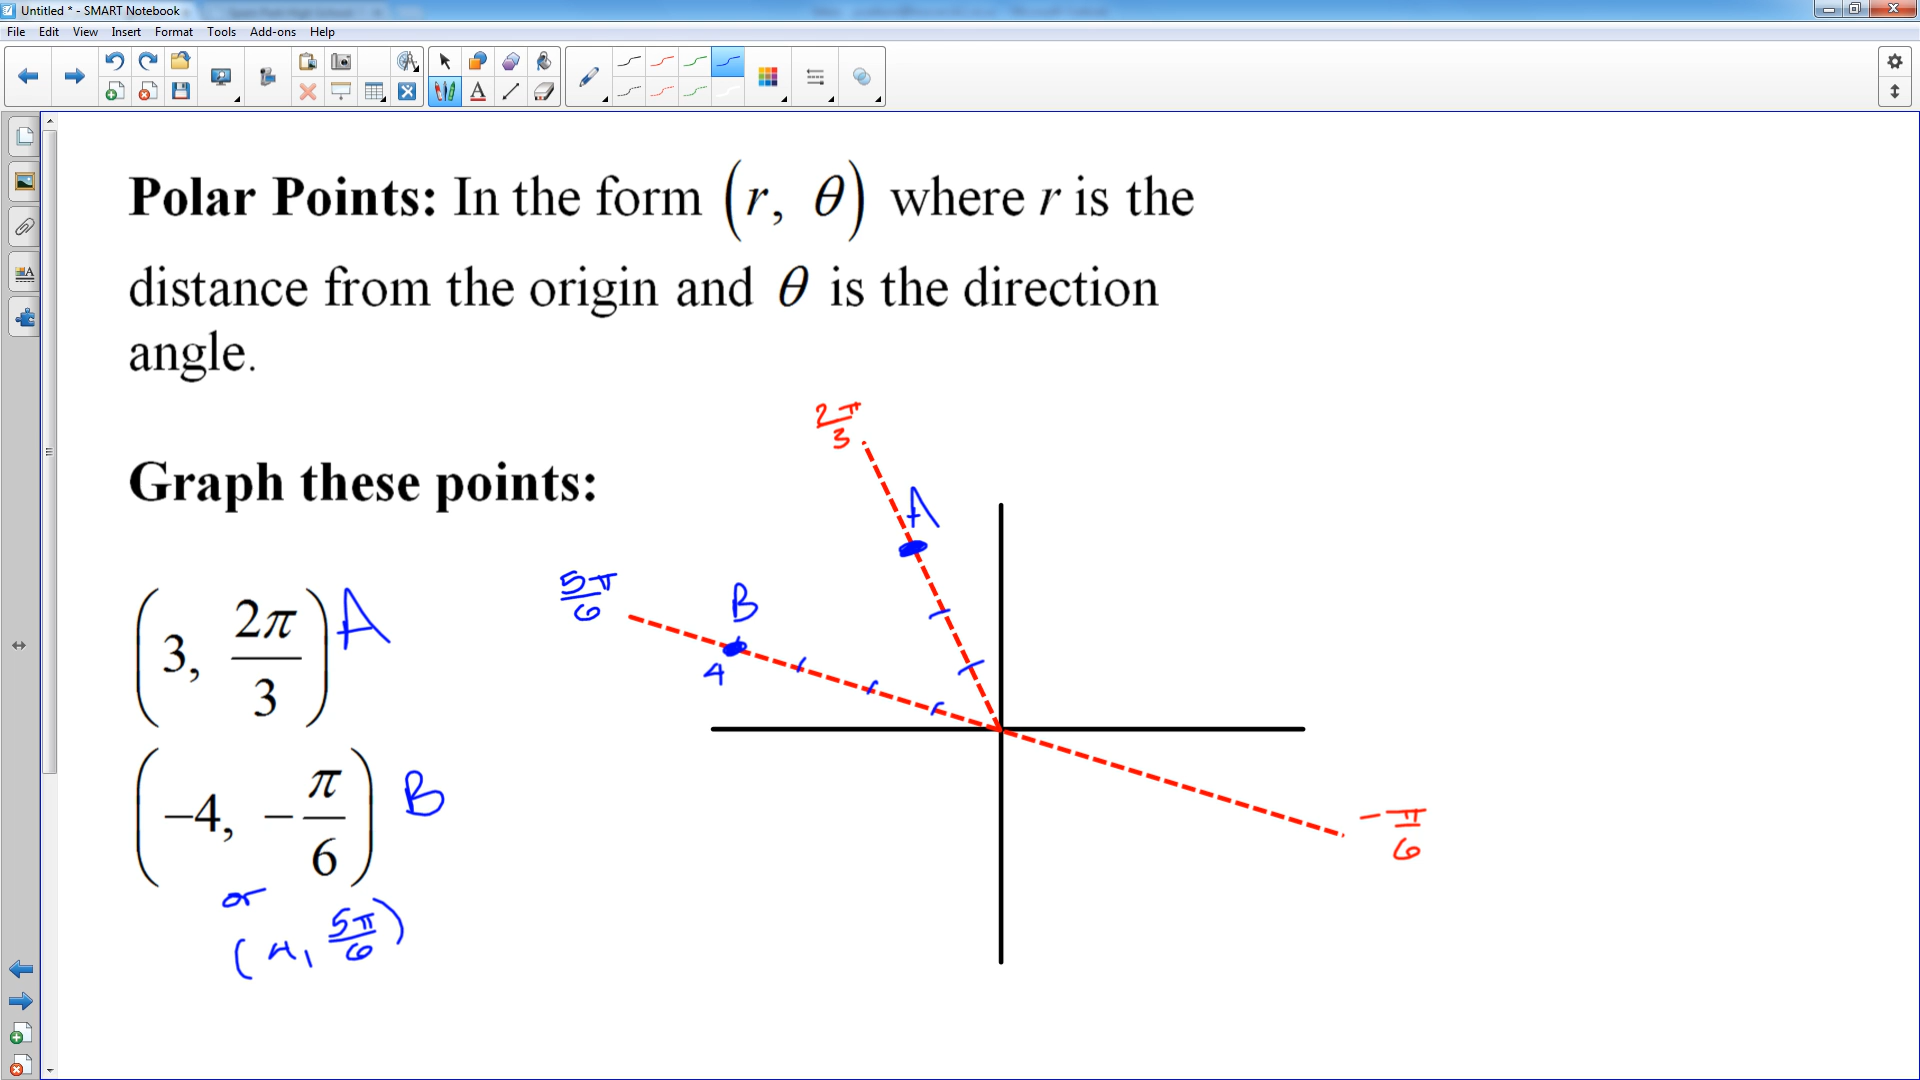 Untitled * - SMART Notebook
File Edit View Insert Format Tools Add-ons Help
Polar Points: In the form (r, θ) where r is the
distance from the origin and θ is the direction
angle.
Graph these points:
(3, 2π/3) A
(−4, −π/6) B
or
(4, 5π/6)
2π/3
A
5π/6
B
4
-π/6